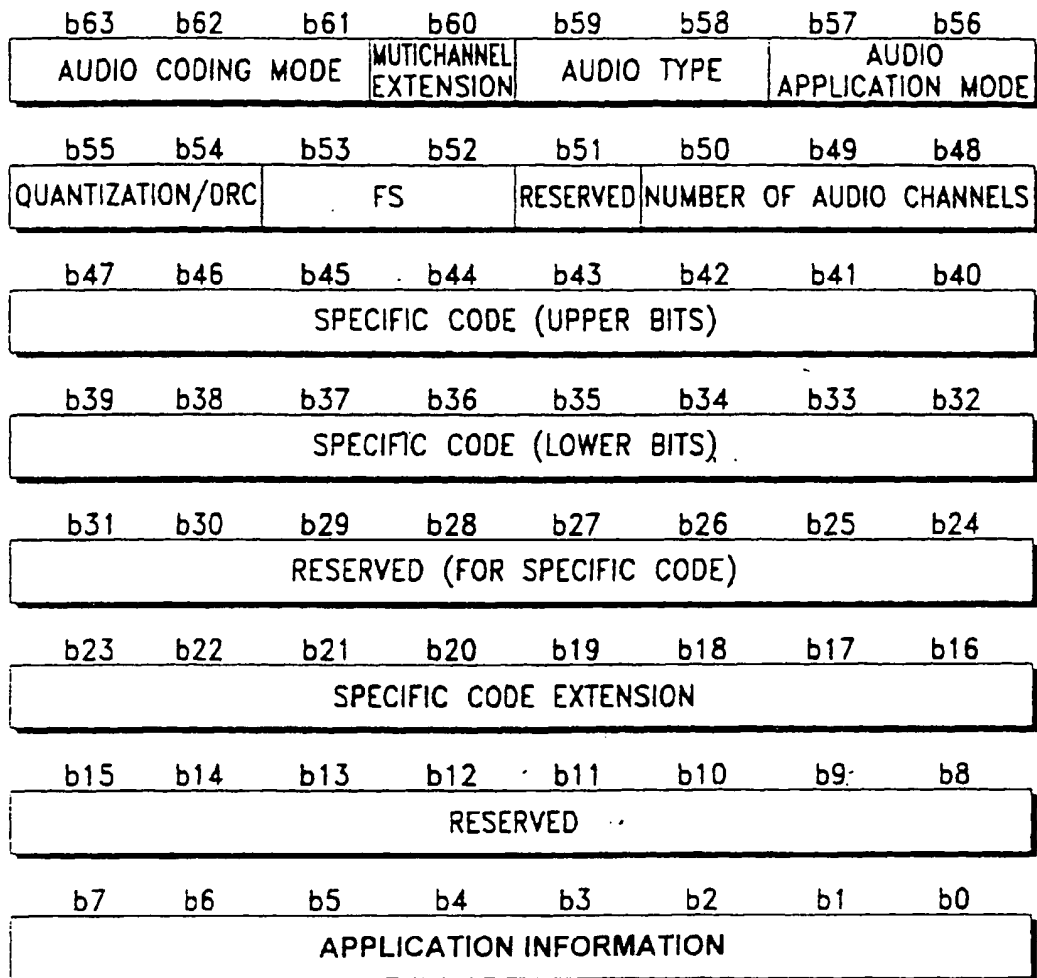 b63 b62 b61 b60 b59 b58 b57 b56
AUDIO CODING MODE MUTICHANNEL EXTENSION AUDIO TYPE AUDIO APPLICATION MODE
b55 b54 b53 b52 b51 b50 b49 b48
QUANTIZATION/DRC FS RESERVED NUMBER OF AUDIO CHANNELS
b47 b46 b45 b44 b43 b42 b41 b40
SPECIFIC CODE (UPPER BITS)
b39 b38 b37 b36 b35 b34 b33 b32
SPECIFIC CODE (LOWER BITS)
b31 b30 b29 b28 b27 b26 b25 b24
RESERVED (FOR SPECIFIC CODE)
b23 b22 b21 b20 b19 b18 b17 b16
SPECIFIC CODE EXTENSION
b15 b14 b13 b12 b11 b10 b9 b8
RESERVED
b7 b6 b5 b4 b3 b2 b1 b0
APPLICATION INFORMATION